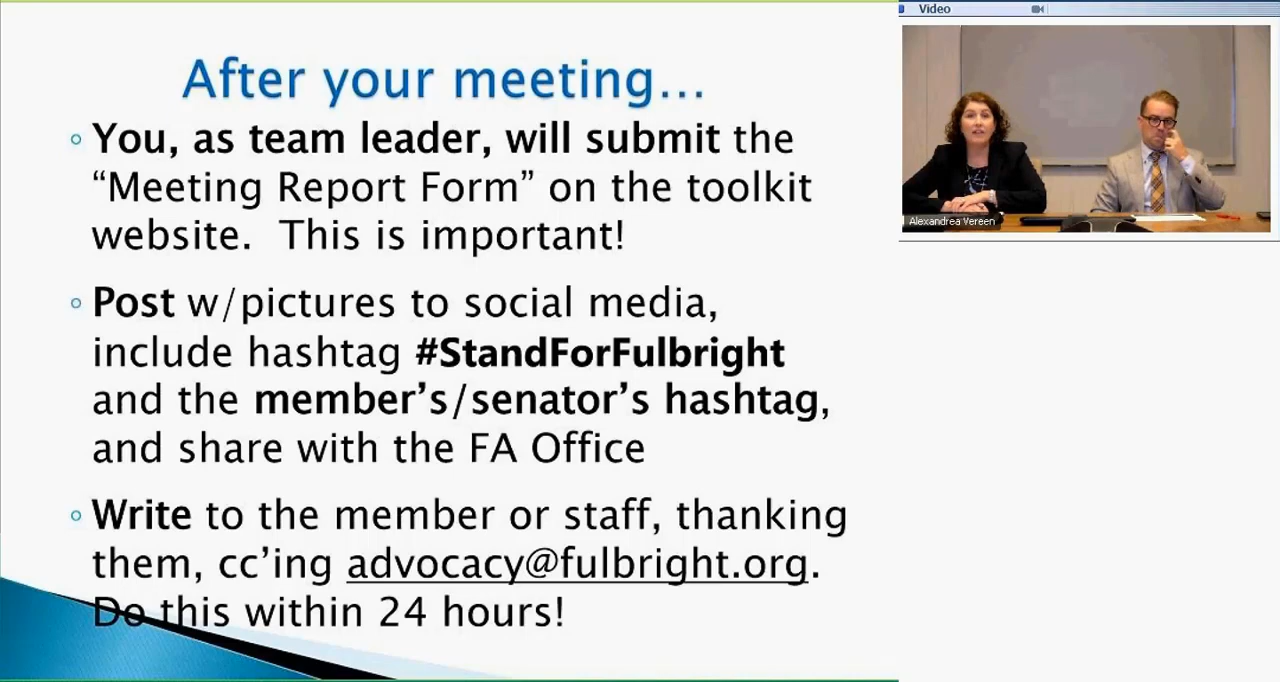 Video
After your meeting…
◦ You, as team leader, will submit the
“Meeting Report Form” on the toolkit
website.  This is important!
◦ Post w/pictures to social media,
include hashtag #StandForFulbright
and the member’s/senator’s hashtag,
and share with the FA Office
◦ Write to the member or staff, thanking
them, cc’ing advocacy@fulbright.org.
Do this within 24 hours!
Alexandrea Vereen